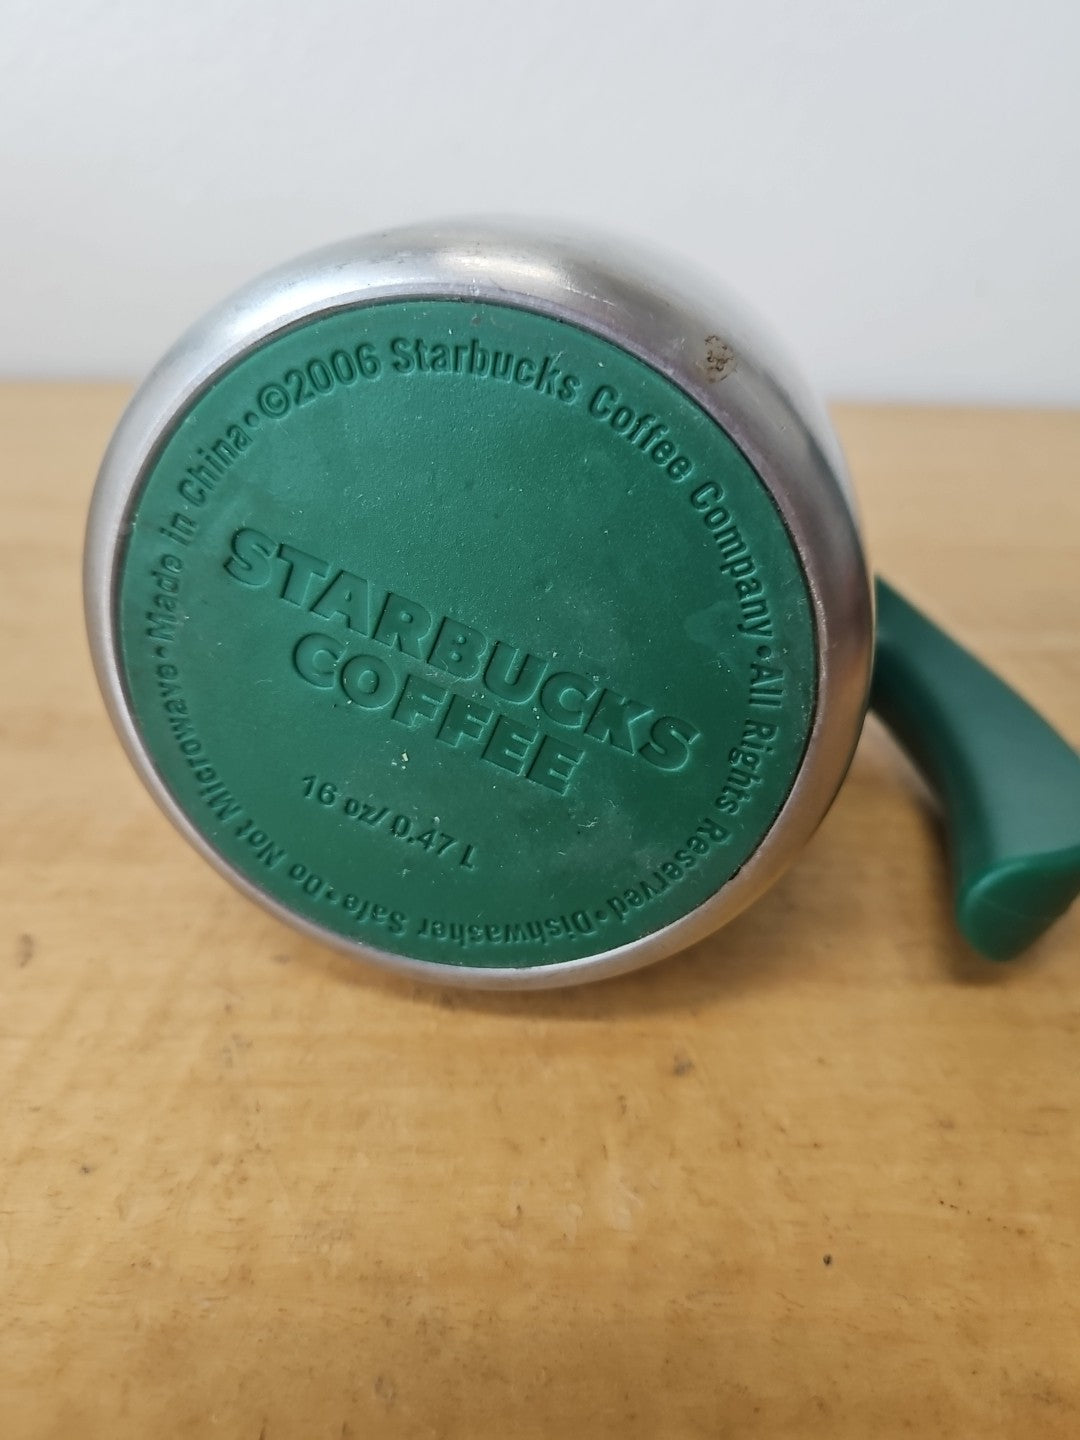 ©2006 Starbucks Coffee Company • All Rights Reserved • Dishwasher Safe • Do Not Microwave • Made in China •
STARBUCKS
COFFEE
16 oz/ 0.47 L